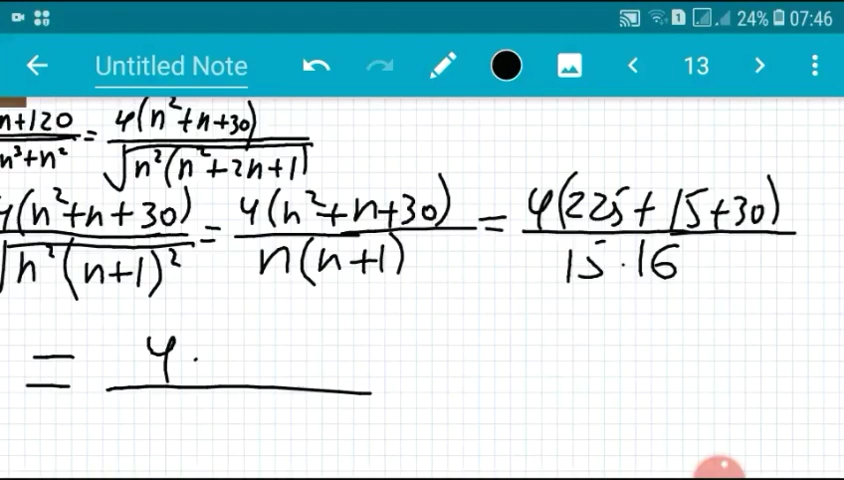 24% 07:46
Untitled Note 13
n+120 / n³+n² = 4(n²+n+30) / √n²(n²+2n+1)
4(n²+n+30) / √n²(n+1)² = 4(n²+n+30) / n(n+1) = 4(225+15+30) / 15·16
= 4·